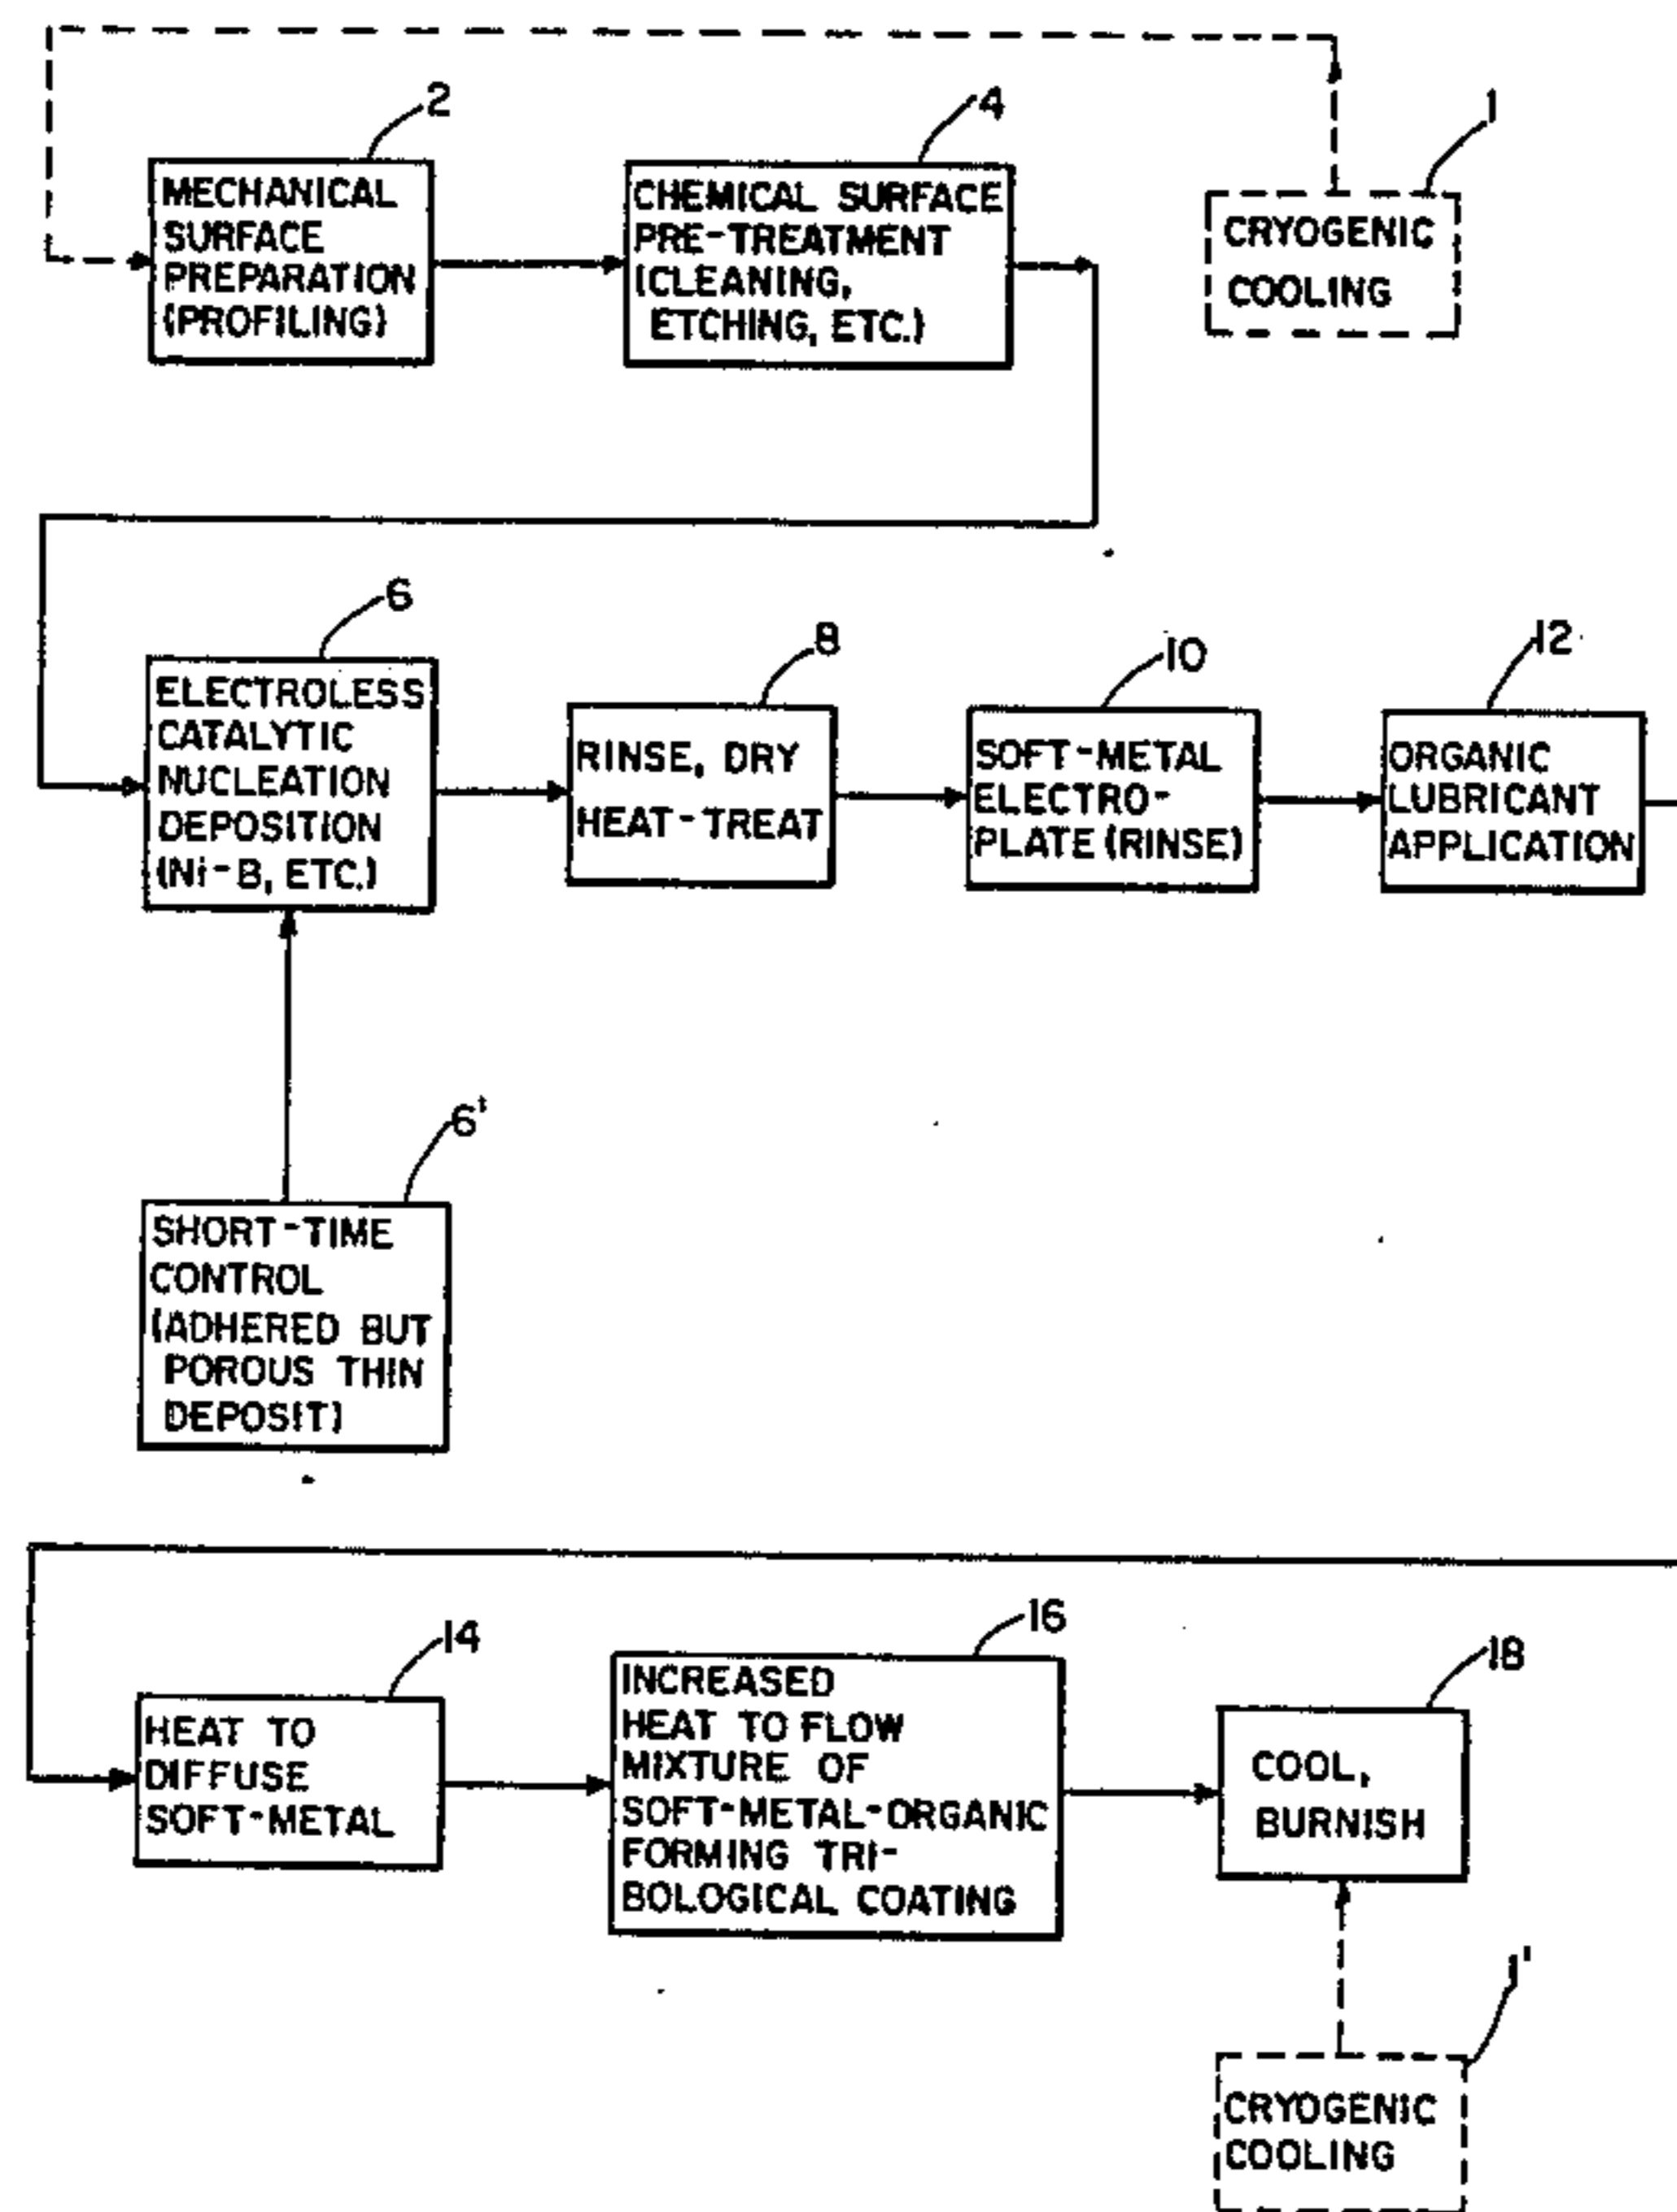 2
MECHANICAL
SURFACE
PREPARATION
(PROFILING)
4
CHEMICAL SURFACE
PRE-TREATMENT
(CLEANING,
ETCHING, ETC.)
1
CRYOGENIC
COOLING
6
ELECTROLESS
CATALYTIC
NUCLEATION
DEPOSITION
(Ni-B, ETC.)
8
RINSE, DRY
HEAT-TREAT
10
SOFT-METAL
ELECTRO-
PLATE (RINSE)
12
ORGANIC
LUBRICANT
APPLICATION
6'
SHORT-TIME
CONTROL
(ADHERED BUT
POROUS THIN
DEPOSIT)
14
HEAT TO
DIFFUSE
SOFT-METAL
16
INCREASED
HEAT TO FLOW
MIXTURE OF
SOFT-METAL-ORGANIC
FORMING TRI-
BOLOGICAL COATING
18
COOL,
BURNISH
1'
CRYOGENIC
COOLING